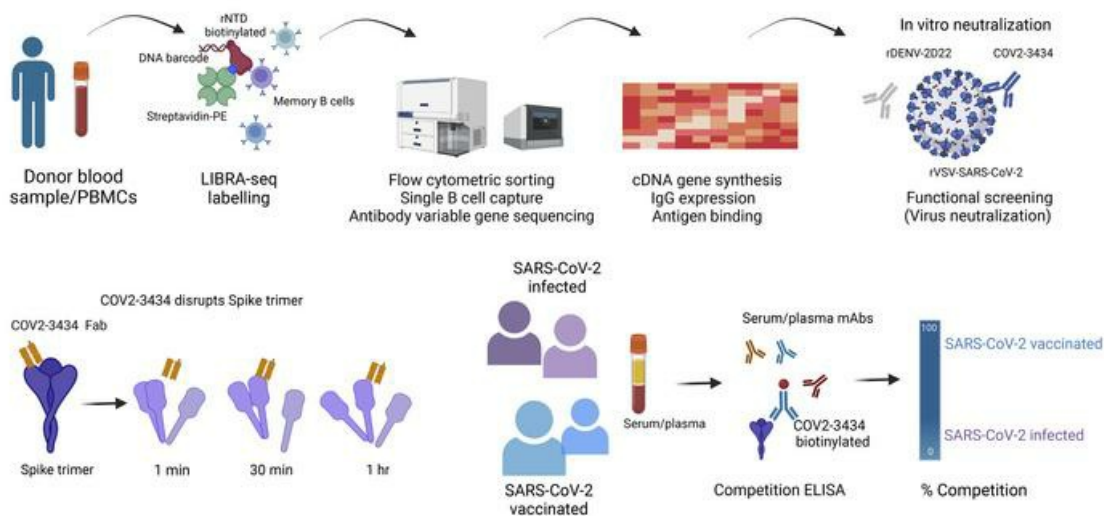 rNTD
biotinylated
DNA barcode
Memory B cells
Streptavidin-PE
Donor blood
sample/PBMCs
LIBRA-seq
labelling
Flow cytometric sorting
Single B cell capture
Antibody variable gene sequencing
cDNA gene synthesis
IgG expression
Antigen binding
In vitro neutralization
rDENV-2D22
COV2-3434
rVSV-SARS-CoV-2
Functional screening
(Virus neutralization)
COV2-3434 disrupts Spike trimer
COV2-3434 Fab
Spike trimer
1 min
30 min
1 hr
SARS-CoV-2
infected
SARS-CoV-2
vaccinated
Serum/plasma
Serum/plasma mAbs
COV2-3434
biotinylated
Competition ELISA
100
SARS-CoV-2 vaccinated
SARS-CoV-2 infected
0
% Competition